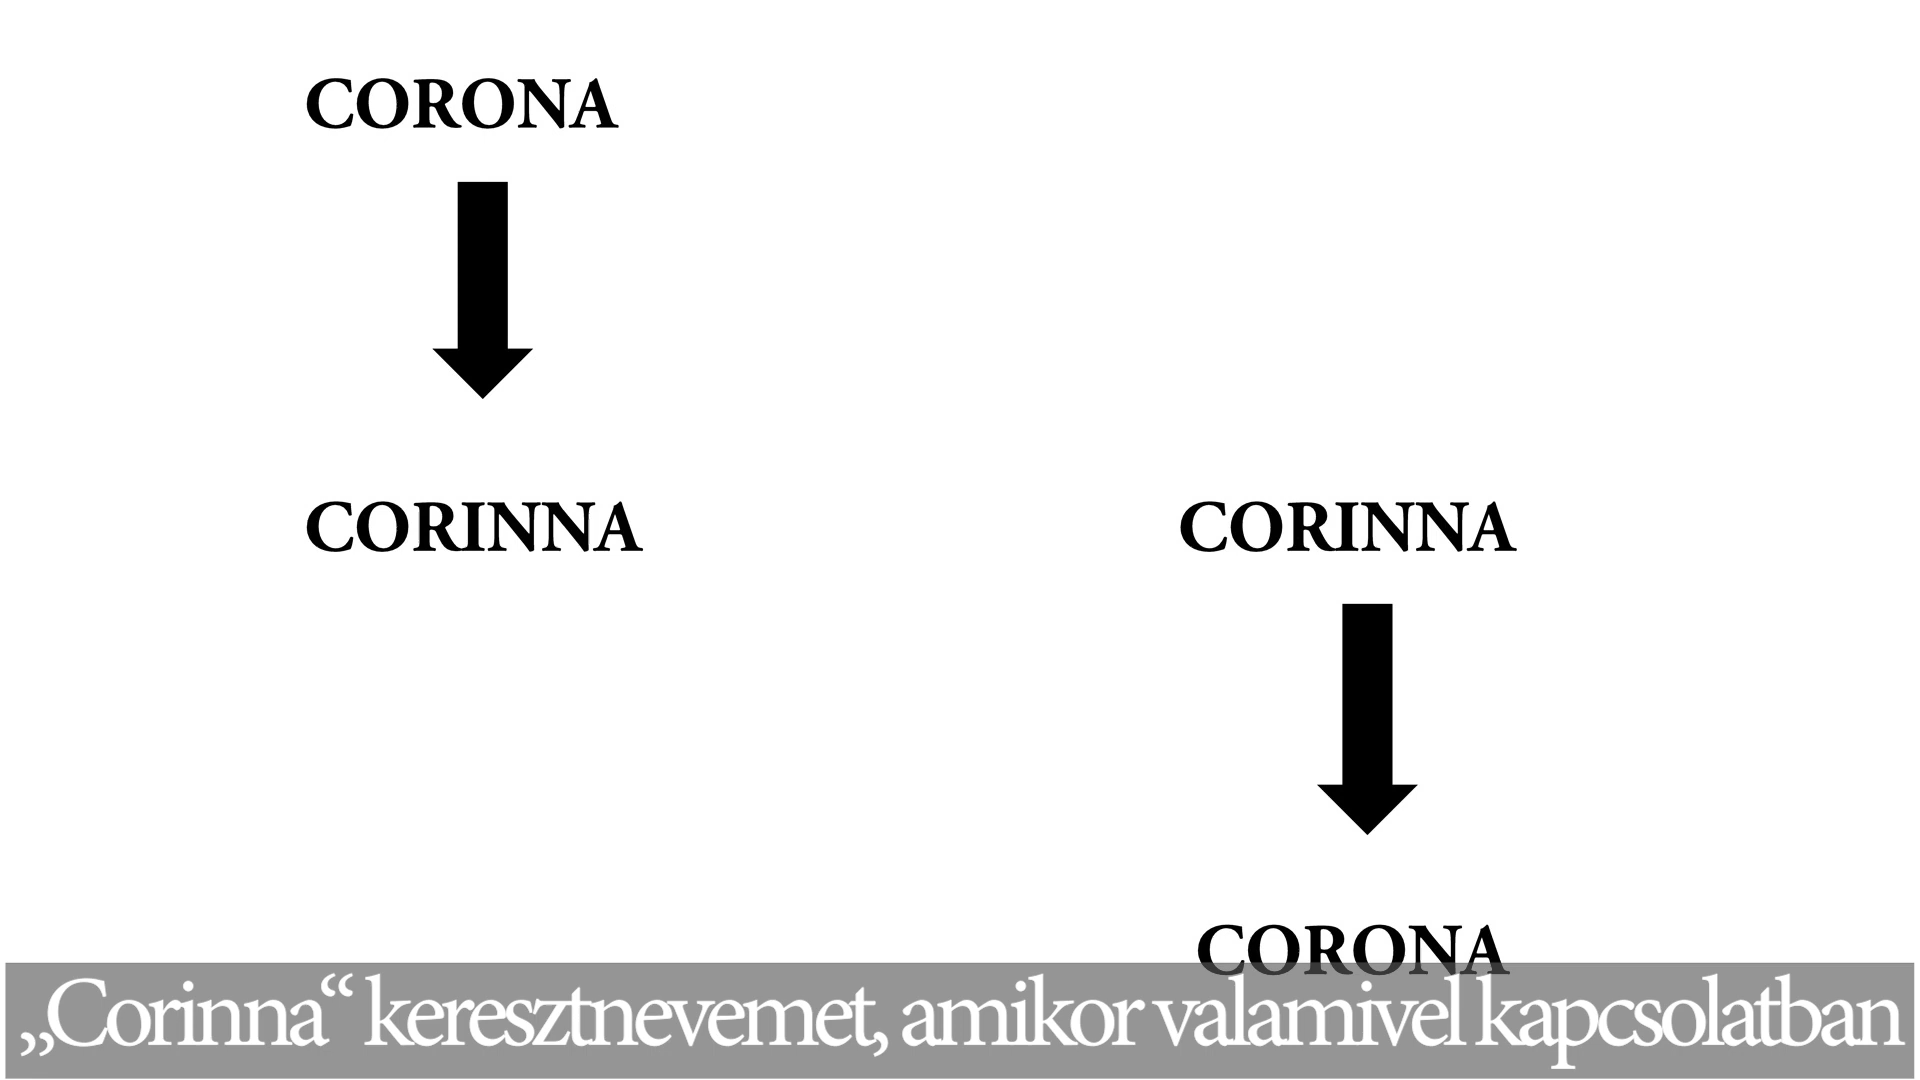 CORONA
CORINNA
CORINNA
CORONA
„Corinna“ keresztnevemet, amikor valamivel kapcsolatban